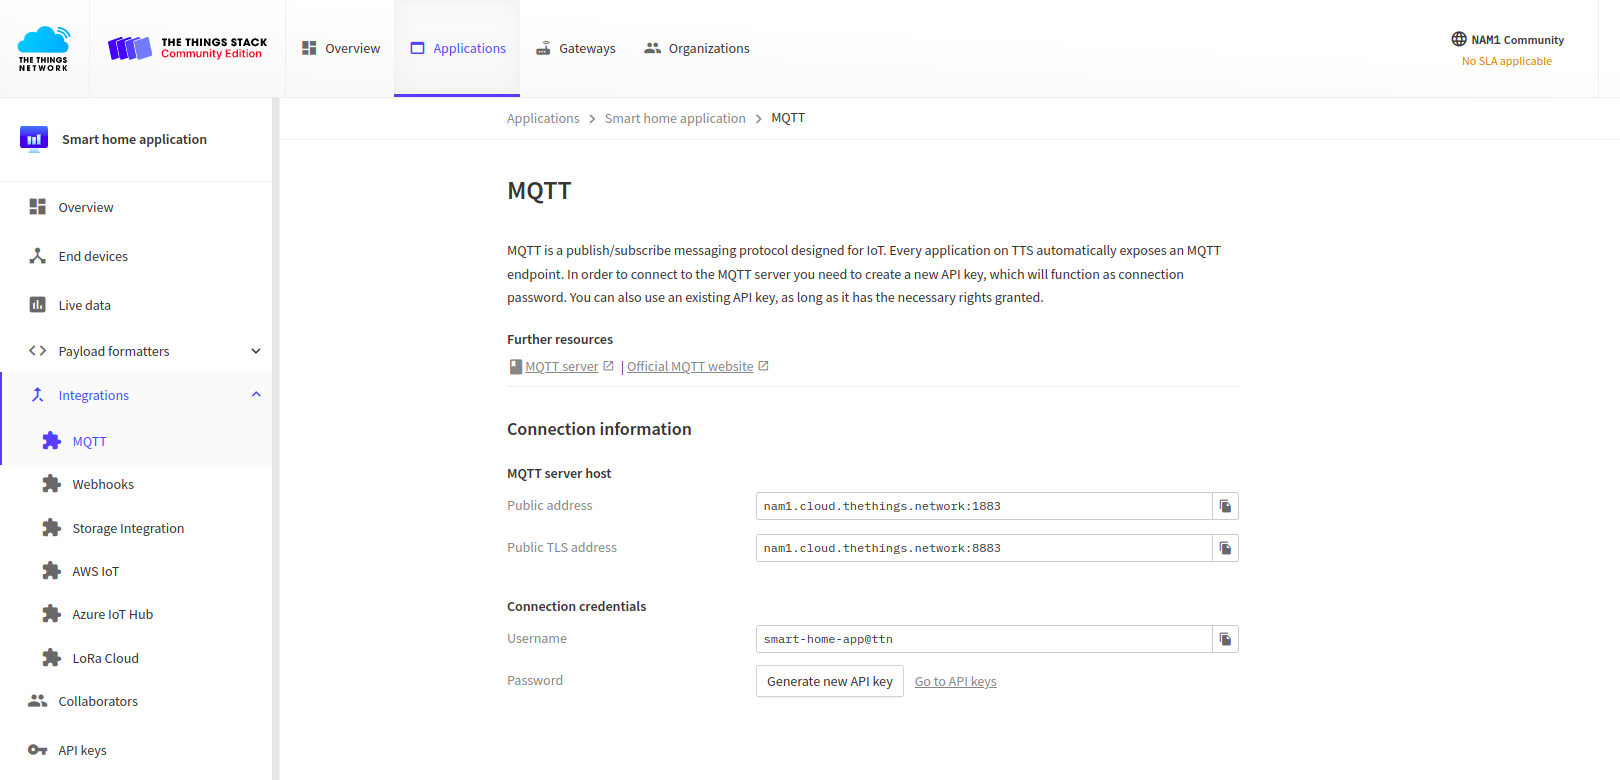 THE THINGS
NETWORK
THE THINGS STACK
Community Edition
Overview
Applications
Gateways
Organizations
NAM1 Community
No SLA applicable
Smart home application
Overview
End devices
Live data
Payload formatters
Integrations
MQTT
Webhooks
Storage Integration
AWS IoT
Azure IoT Hub
LoRa Cloud
Collaborators
API keys
Applications > Smart home application > MQTT
MQTT
MQTT is a publish/subscribe messaging protocol designed for IoT. Every application on TTS automatically exposes an MQTT
endpoint. In order to connect to the MQTT server you need to create a new API key, which will function as connection
password. You can also use an existing API key, as long as it has the necessary rights granted.
Further resources
MQTT server | Official MQTT website
Connection information
MQTT server host
Public address nam1.cloud.thethings.network:1883
Public TLS address nam1.cloud.thethings.network:8883
Connection credentials
Username smart-home-app@ttn
Password Generate new API key Go to API keys